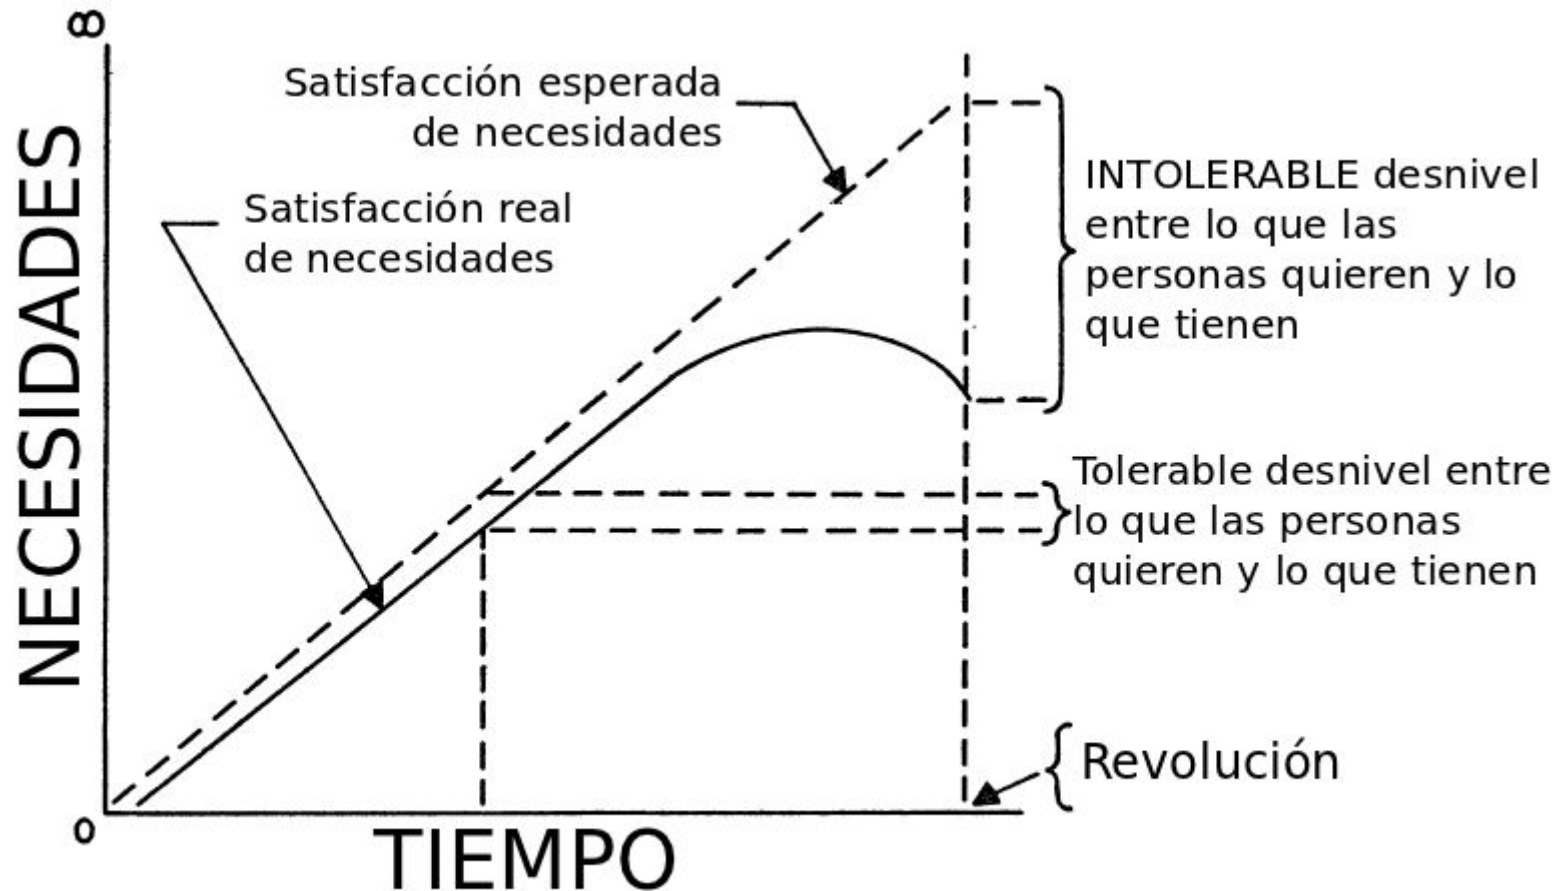 ∞
NECESIDADES
Satisfacción esperada
de necesidades
Satisfacción real
de necesidades
INTOLERABLE desnivel
entre lo que las
personas quieren y lo
que tienen
Tolerable desnivel entre
lo que las personas
quieren y lo que tienen
Revolución
0
TIEMPO